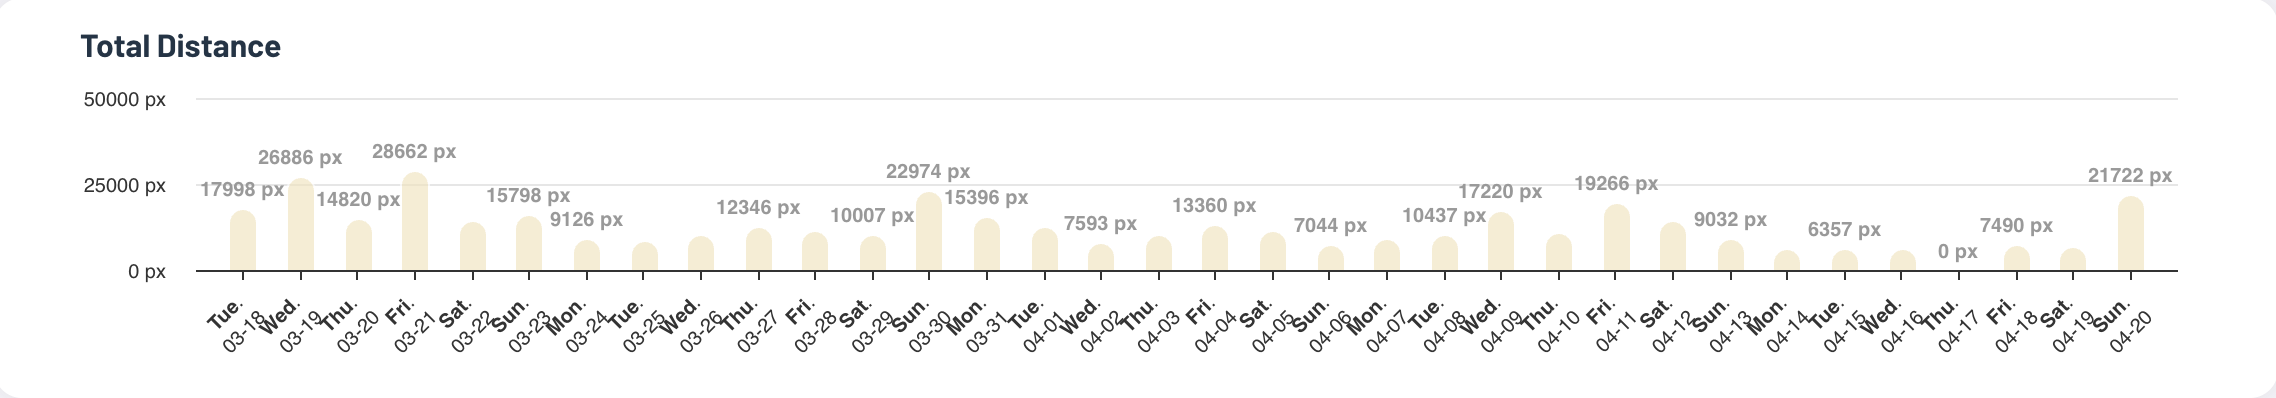 Total Distance
50000 px
25000 px
0 px
17998 px
26886 px
14820 px
28662 px
15798 px
9126 px
12346 px
10007 px
22974 px
15396 px
7593 px
13360 px
7044 px
10437 px
17220 px
19266 px
9032 px
6357 px
0 px
7490 px
21722 px
Tue.
03-18
Wed.
03-19
Thu.
03-20
Fri.
03-21
Sat.
03-22
Sun.
03-23
Mon.
03-24
Tue.
03-25
Wed.
03-26
Thu.
03-27
Fri.
03-28
Sat.
03-29
Sun.
03-30
Mon.
03-31
Tue.
04-01
Wed.
04-02
Thu.
04-03
Fri.
04-04
Sat.
04-05
Sun.
04-06
Mon.
04-07
Tue.
04-08
Wed.
04-09
Thu.
04-10
Fri.
04-11
Sat.
04-12
Sun.
04-13
Mon.
04-14
Tue.
04-15
Wed.
04-16
Thu.
04-17
Fri.
04-18
Sat.
04-19
Sun.
04-20